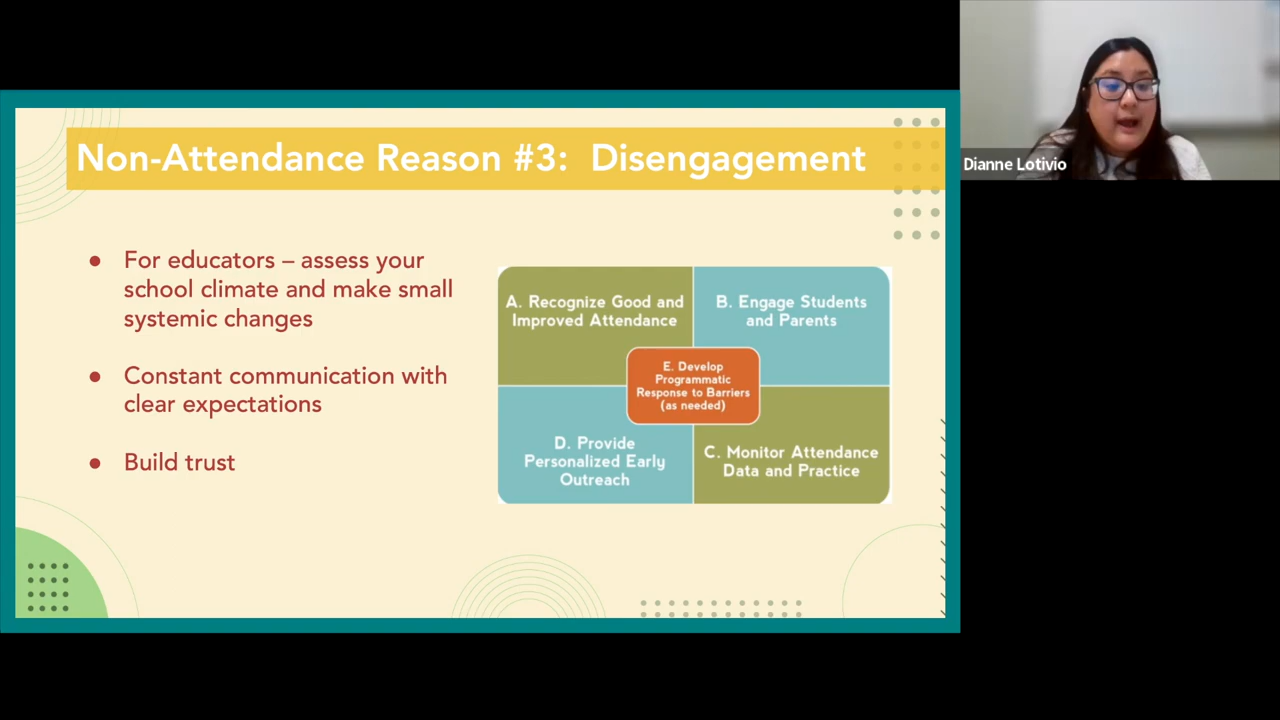 Non-Attendance Reason #3: Disengagement
● For educators – assess your
school climate and make small
systemic changes
● Constant communication with
clear expectations
● Build trust
A. Recognize Good and
Improved Attendance
B. Engage Students
and Parents
E. Develop
Programmatic
Response to Barriers
(as needed)
D. Provide
Personalized Early
Outreach
C. Monitor Attendance
Data and Practice
Dianne Lotivio